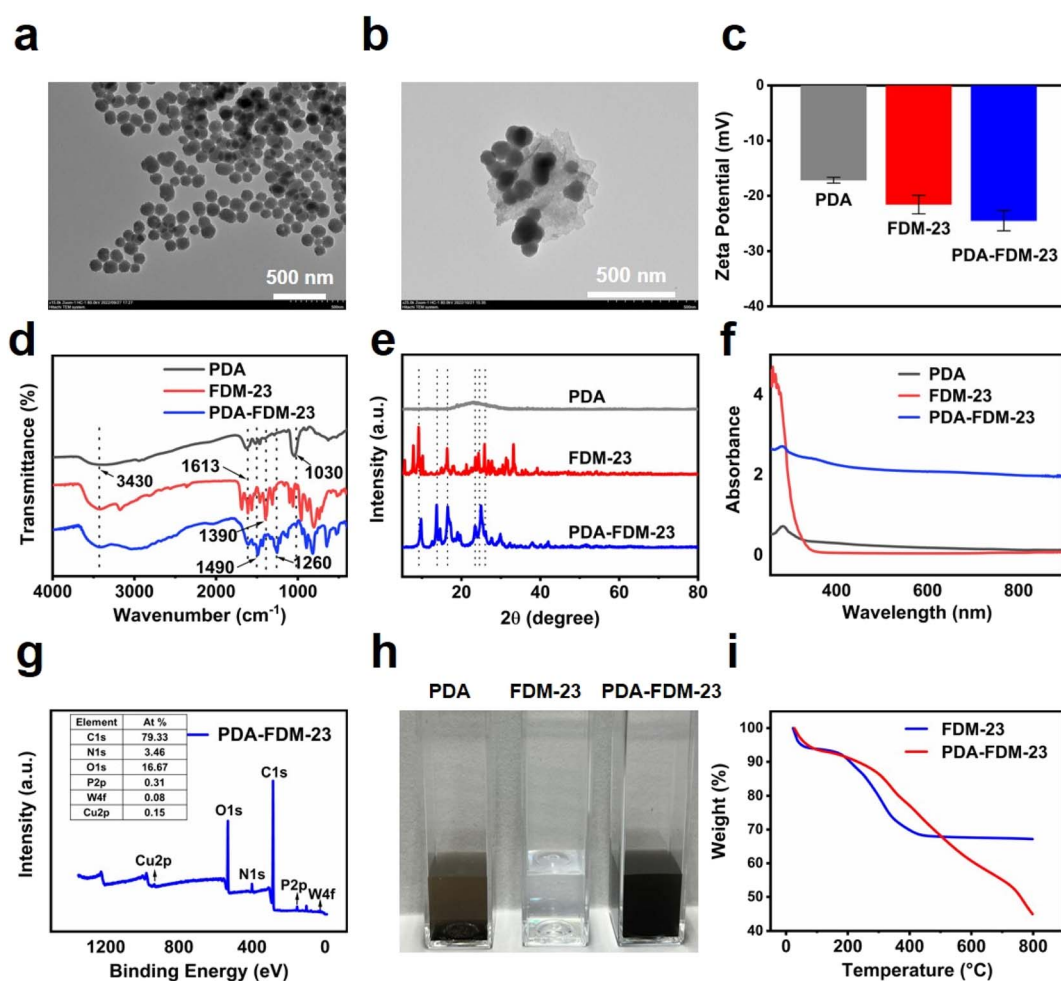 a
500 nm
b
500 nm
c
Zeta Potential (mV)
0
-10
-20
-30
-40
PDA
FDM-23
PDA-FDM-23
d
Transmittance (%)
PDA
FDM-23
PDA-FDM-23
3430
1613
1030
1390
1490
1260
4000
3000
2000
1000
Wavenumber (cm⁻¹)
e
Intensity (a.u.)
PDA
FDM-23
PDA-FDM-23
20
40
60
80
2θ (degree)
f
Absorbance
4
2
0
PDA
FDM-23
PDA-FDM-23
400
600
800
Wavelength (nm)
g
Intensity (a.u.)
Element At %
C1s 79.33
N1s 3.46
O1s 16.67
P2p 0.31
W4f 0.08
Cu2p 0.15
PDA-FDM-23
C1s
O1s
Cu2p
N1s
P2p
W4f
1200
800
400
0
Binding Energy (eV)
h
PDA FDM-23 PDA-FDM-23
i
Weight (%)
100
90
80
70
60
50
40
FDM-23
PDA-FDM-23
0
200
400
600
800
Temperature (°C)